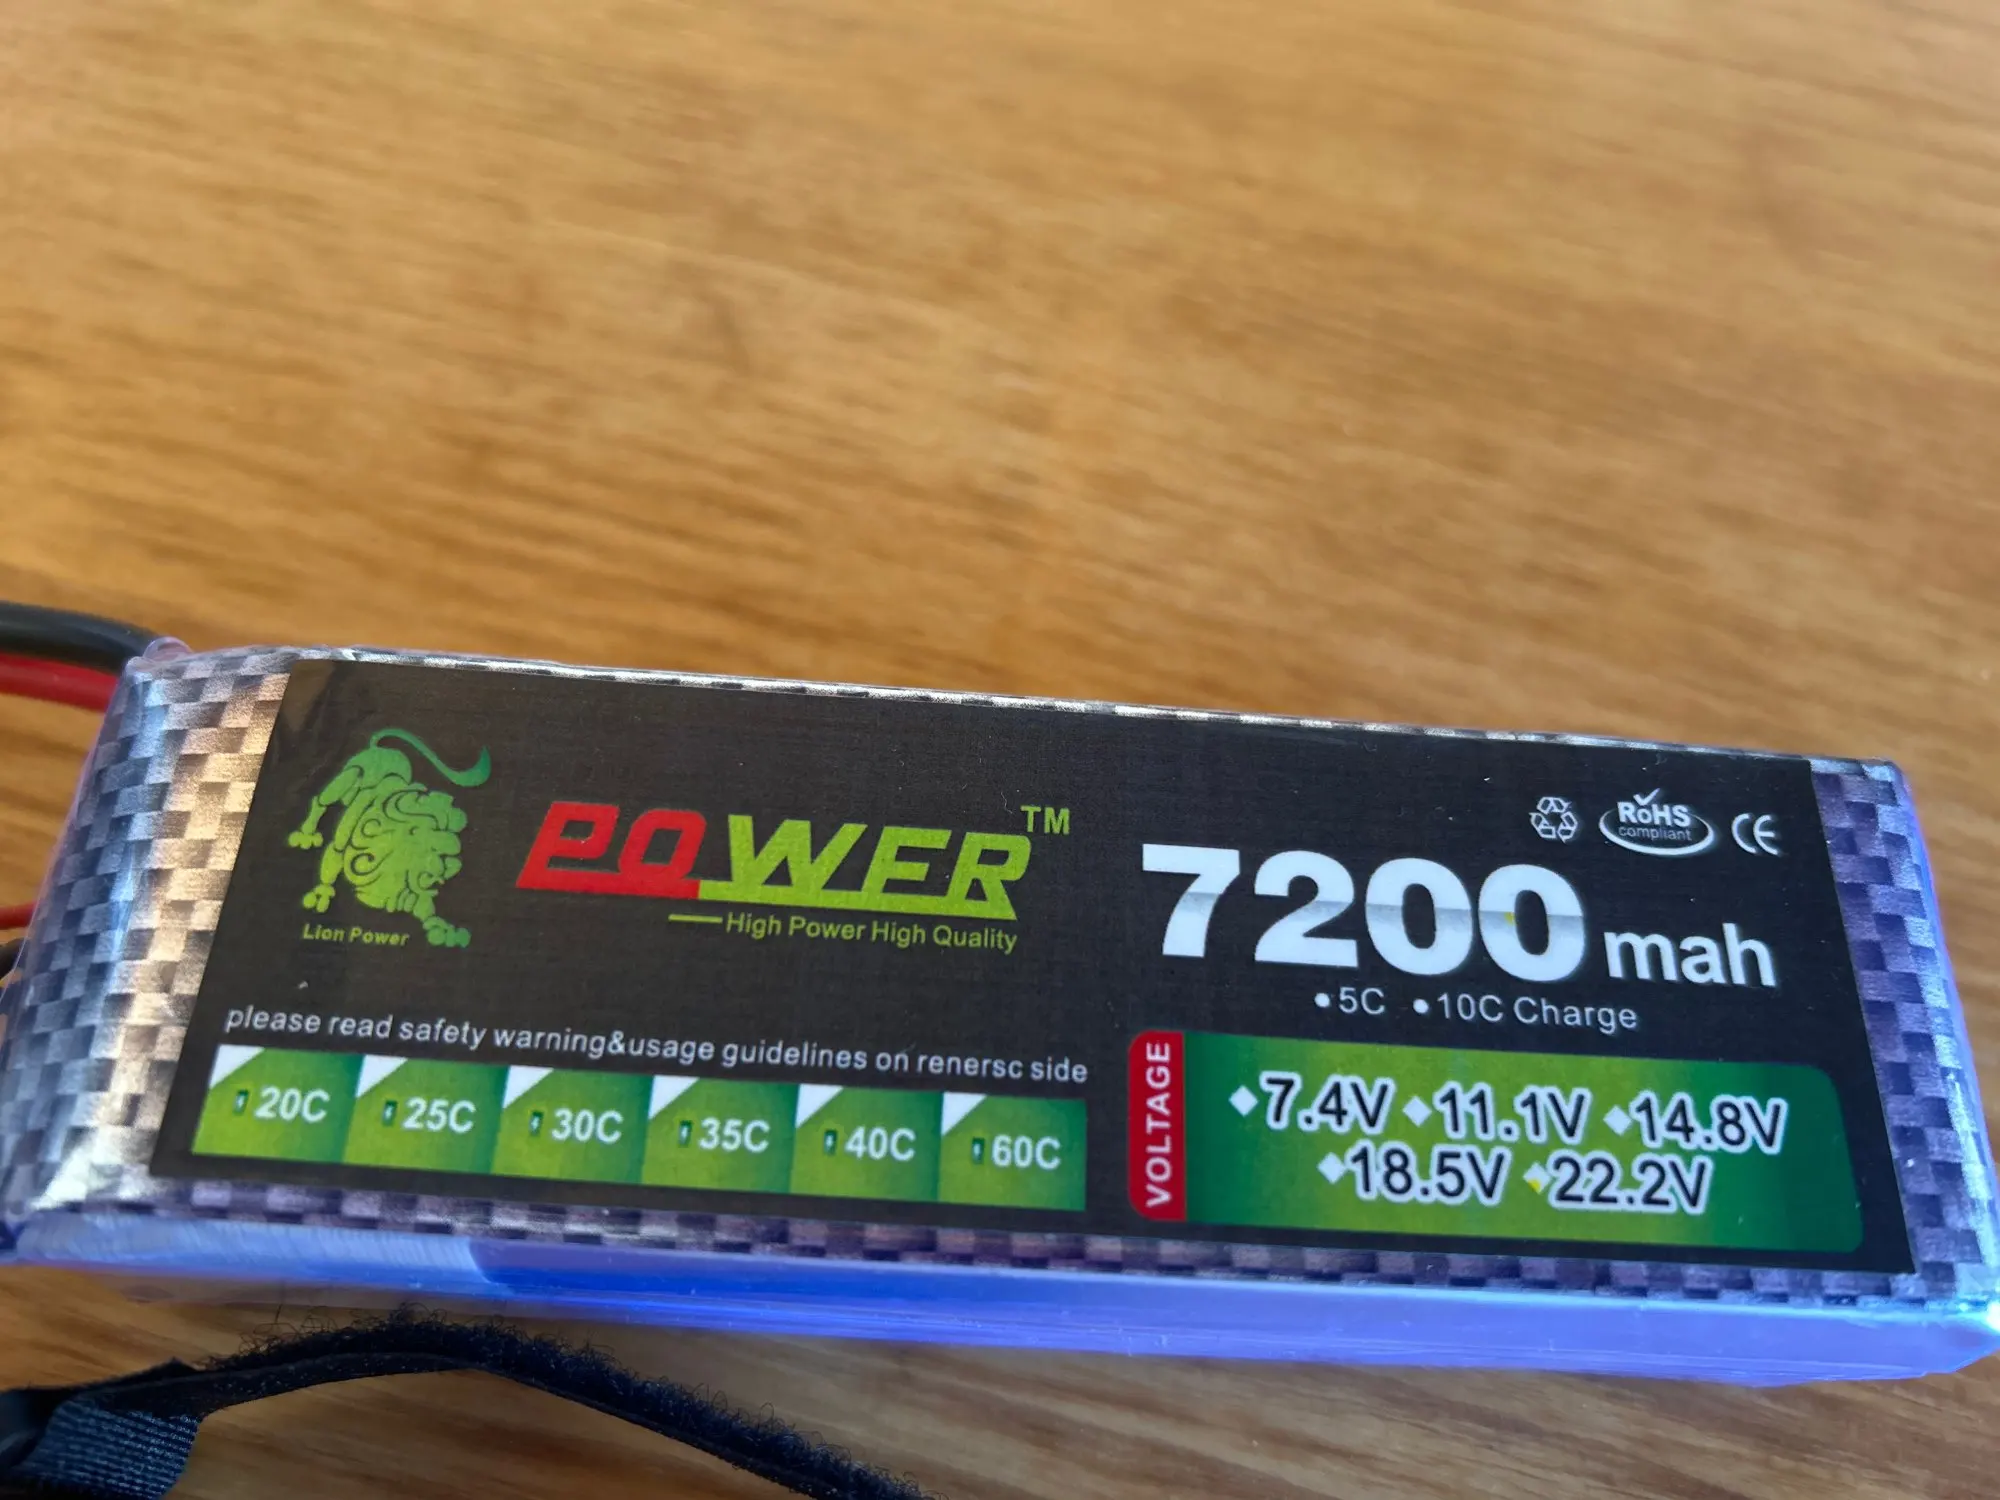 Lion Power
POWER™
High Power High Quality
RoHS
compliant
CE
7200 mah
•5C •10C Charge
please read safety warning&usage guidelines on renersc side
20C 25C 30C 35C 40C 60C
VOLTAGE
7.4V 11.1V 14.8V
18.5V 22.2V